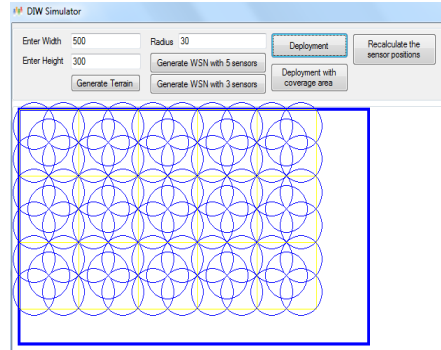 DIW Simulator
Enter Width 500 Radius 30
Enter Height 300
Generate Terrain
Generate WSN with 5 sensors
Generate WSN with 3 sensors
Deployment
Deployment with
coverage area
Recalculate the
sensor positions